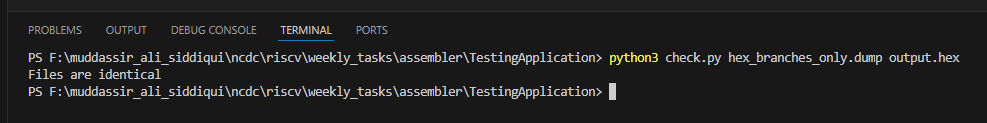 PROBLEMS OUTPUT DEBUG CONSOLE TERMINAL PORTS
PS F:\muddassir_ali_siddiqui\ncdc\riscv\weekly_tasks\assembler\TestingApplication> python3 check.py hex_branches_only.dump output.hex
Files are identical
PS F:\muddassir_ali_siddiqui\ncdc\riscv\weekly_tasks\assembler\TestingApplication>